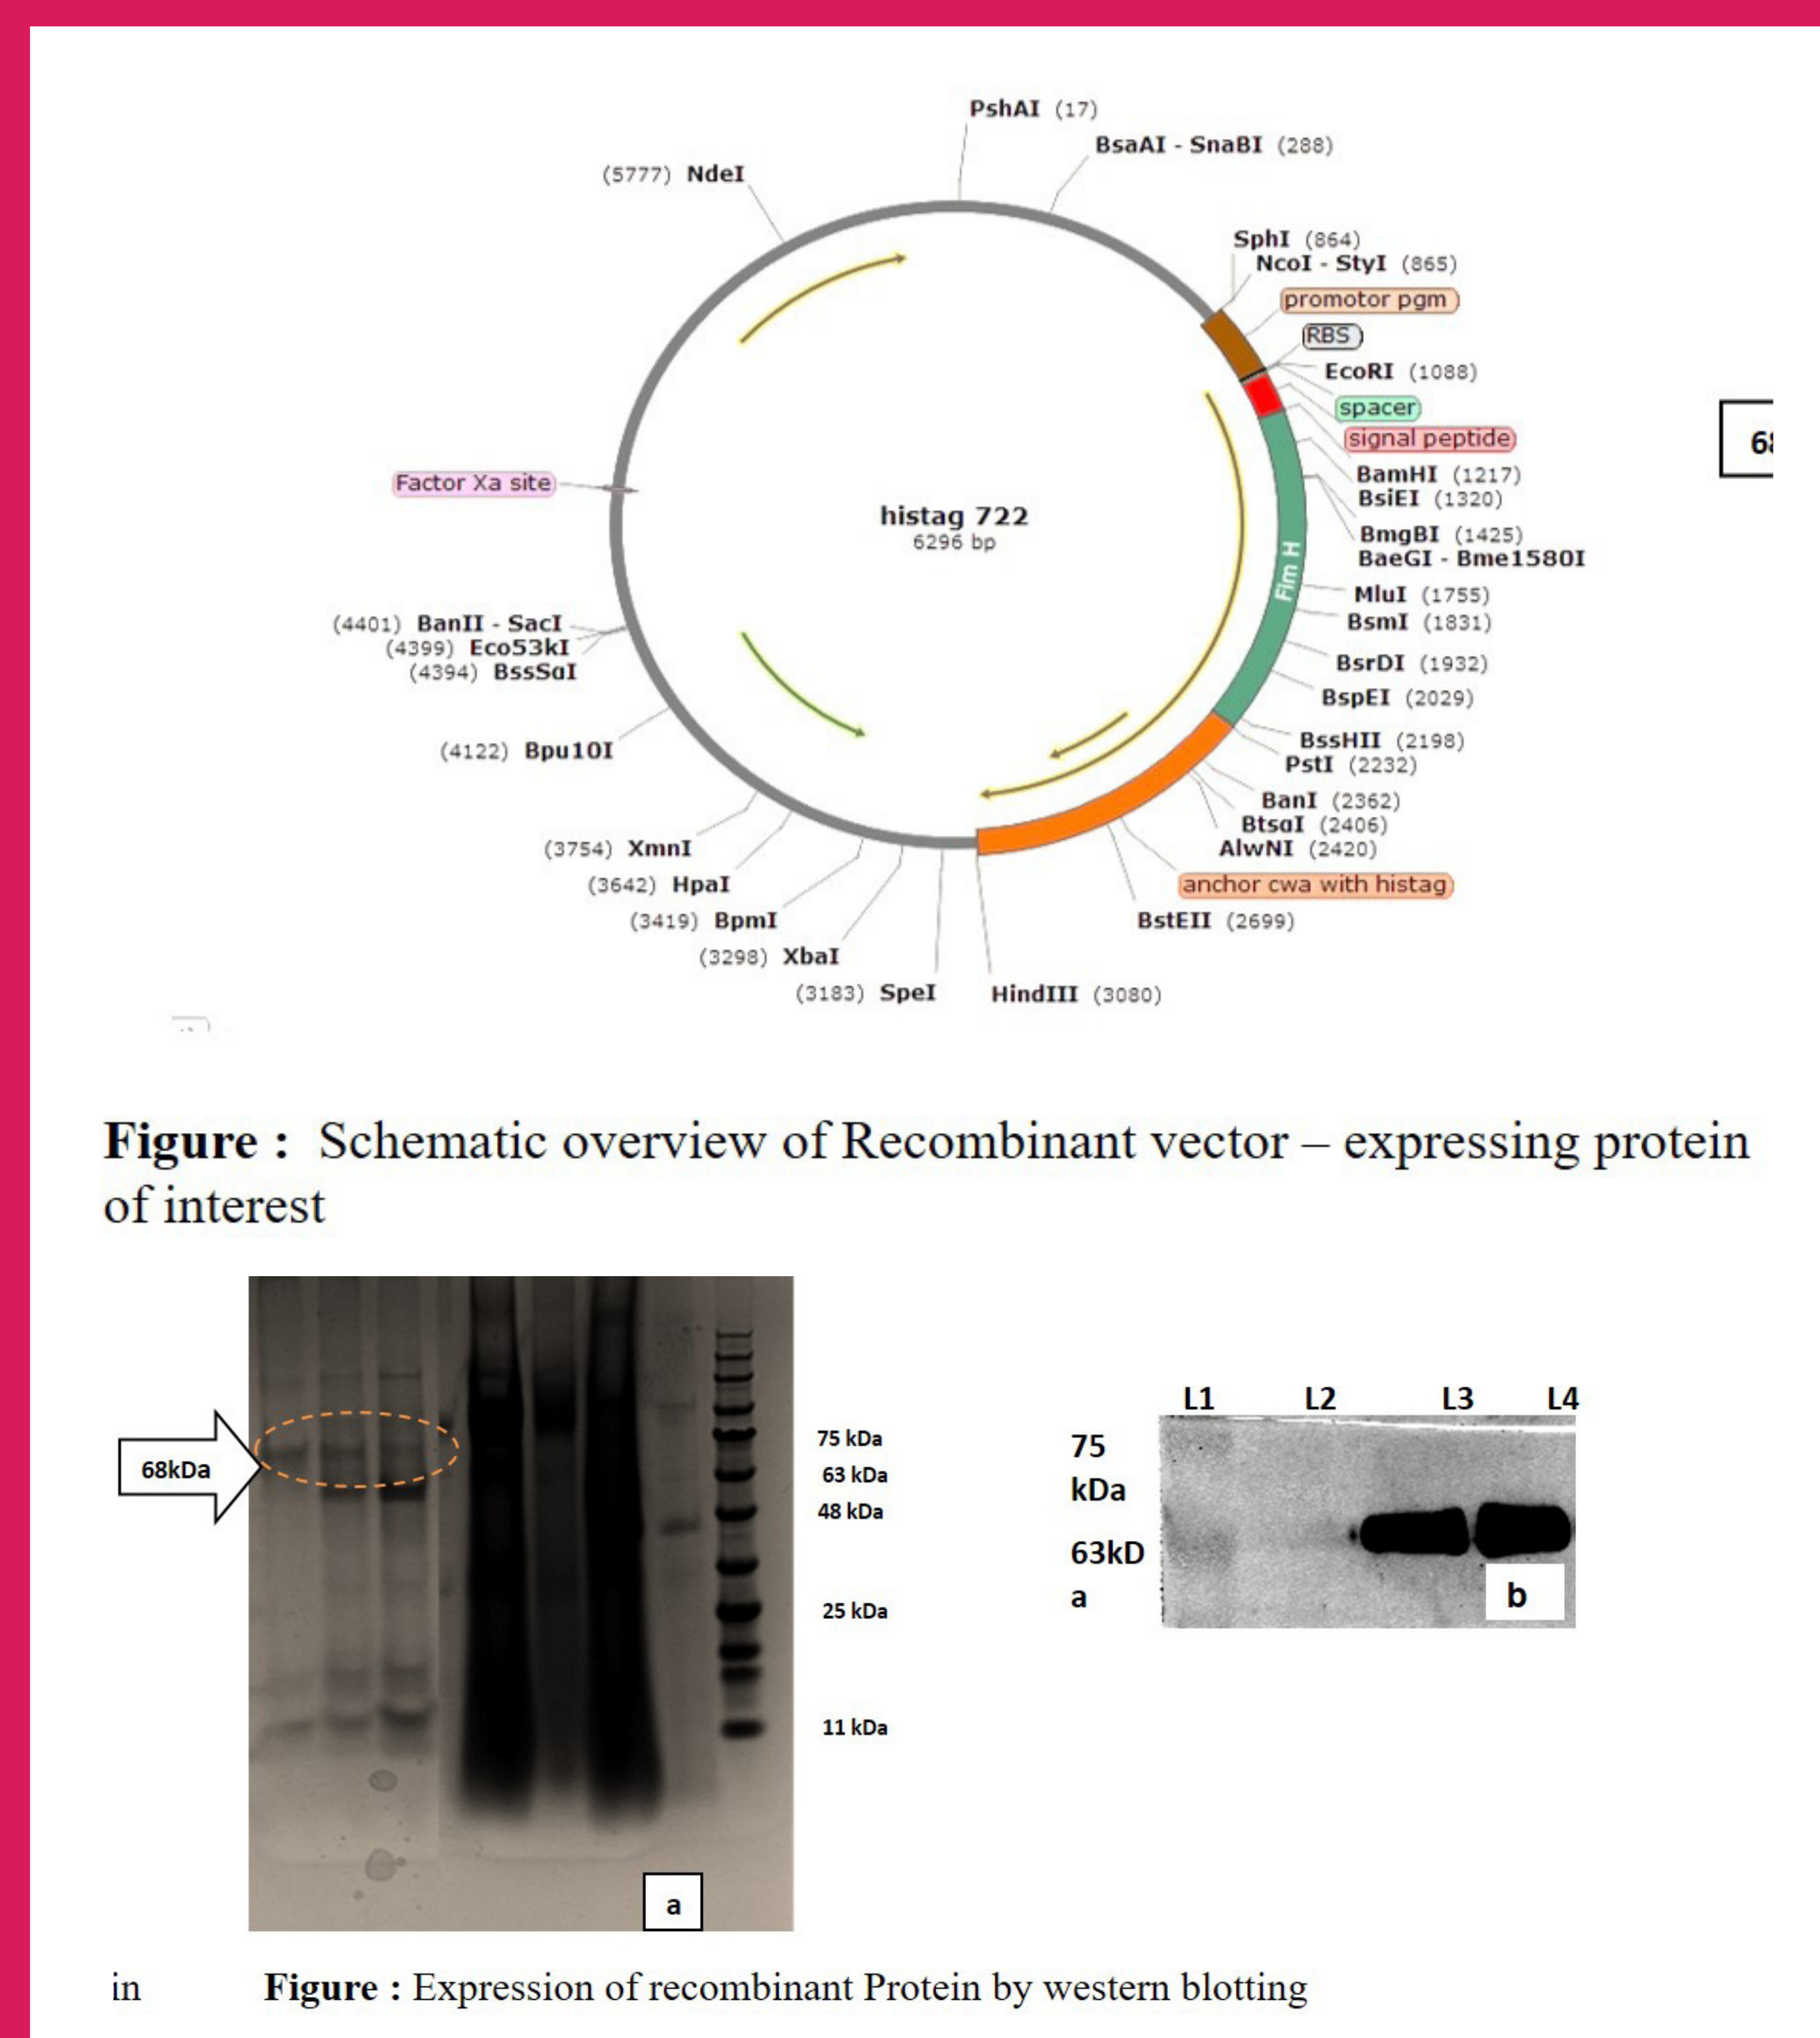 PshAI (17)
BsaAI - SnaBI (288)
(5777) NdeI
SphI (864)
NcoI - StyI (865)
promotor pgm
RBS
EcoRI (1088)
spacer
signal peptide
BamHI (1217)
BsiEI (1320)
BmgBI (1425)
BaeGI - Bme1580I
MluI (1755)
BsmI (1831)
BsrDI (1932)
BspEI (2029)
BssHII (2198)
PstI (2232)
BanI (2362)
BtsαI (2406)
AlwNI (2420)
anchor cwa with histag
BstEII (2699)
HindIII (3080)
(3183) SpeI
(3298) XbaI
(3419) BpmI
(3642) HpaI
(3754) XmnI
(4122) Bpu10I
(4394) BssSαI
(4399) Eco53kI
(4401) BanII - SacI
Factor Xa site
histag 722
6296 bp
Fim H
Figure : Schematic overview of Recombinant vector – expressing protein
of interest
68kDa
75 kDa
63 kDa
48 kDa
25 kDa
11 kDa
a
L1 L2 L3 L4
75
kDa
63kD
a
b
in
Figure : Expression of recombinant Protein by western blotting